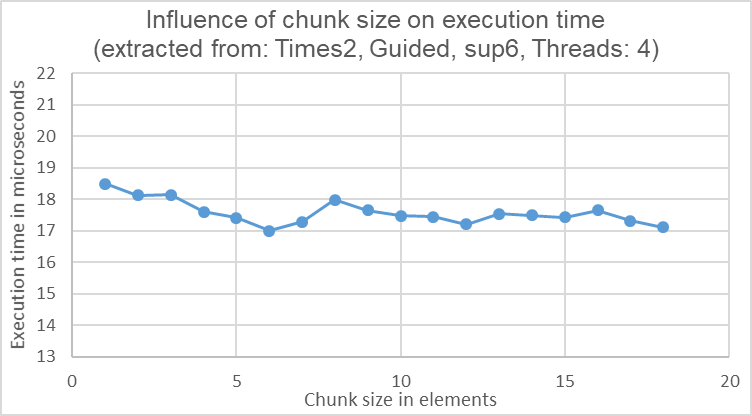 Influence of chunk size on execution time
(extracted from: Times2, Guided, sup6, Threads: 4)
Execution time in microseconds
22
21
20
19
18
17
16
15
14
13
0 5 10 15 20
Chunk size in elements